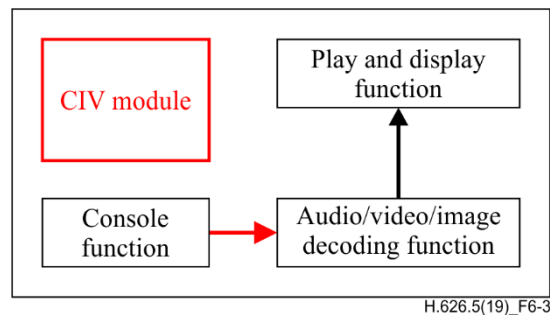 CIV module
Play and display
function
Console
function
Audio/video/image
decoding function
H.626.5(19)_F6-3